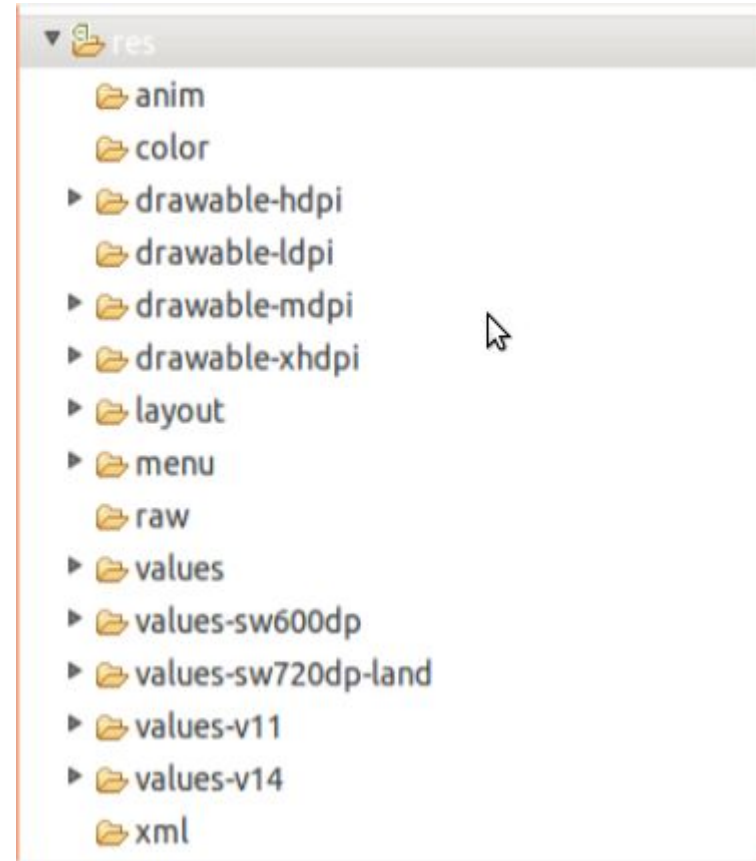 res
anim
color
drawable-hdpi
drawable-ldpi
drawable-mdpi
drawable-xhdpi
layout
menu
raw
values
values-sw600dp
values-sw720dp-land
values-v11
values-v14
xml